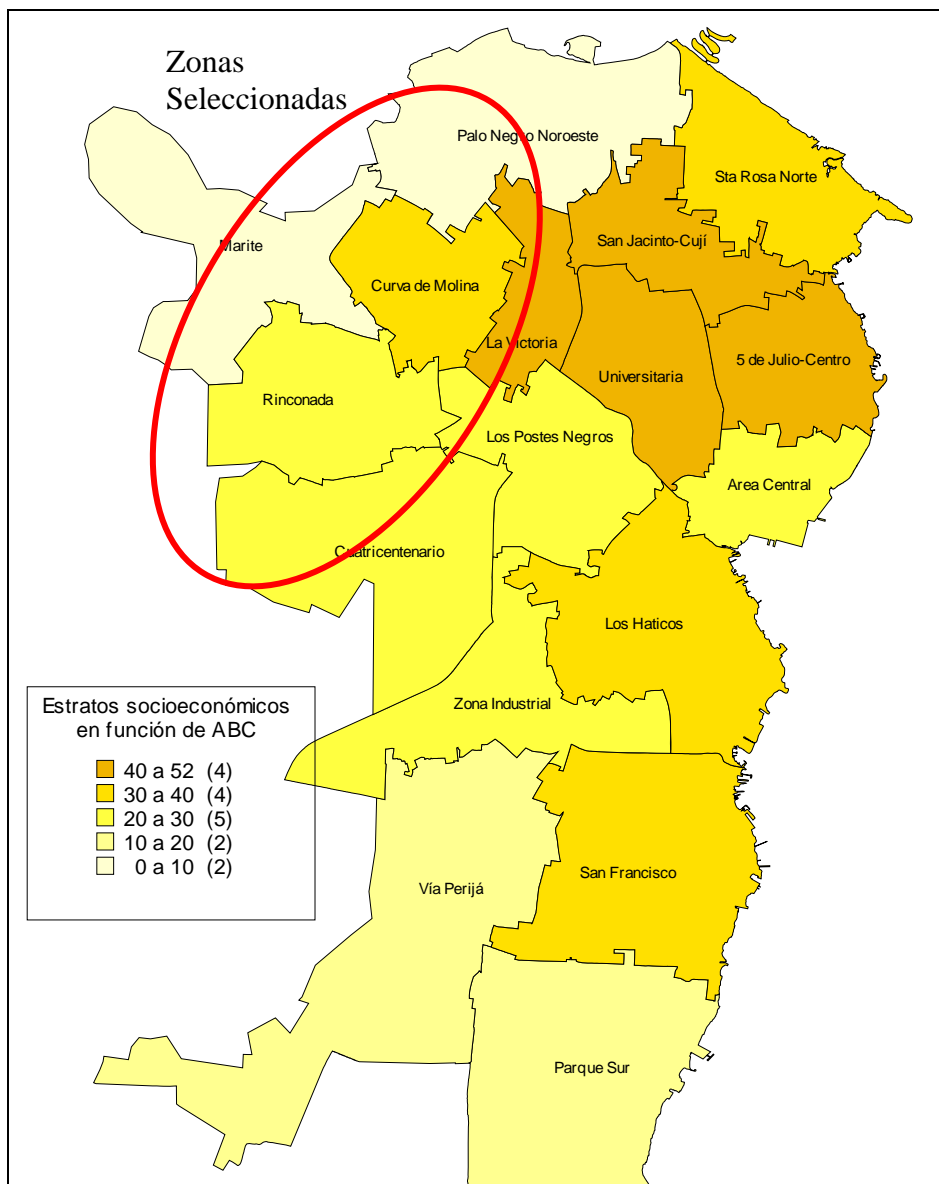 Zonas
Seleccionadas
Palo Negro Noroeste
Sta Rosa Norte
Marite
San Jacinto-Cují
Curva de Molina
La Victoria
5 de Julio-Centro
Universitaria
Rinconada
Los Postes Negros
Area Central
Cuatricentenario
Los Haticos
Zona Industrial
Estratos socioeconómicos
en función de ABC
40 a 52 (4)
30 a 40 (4)
20 a 30 (5)
10 a 20 (2)
0 a 10 (2)
San Francisco
Vía Perijá
Parque Sur